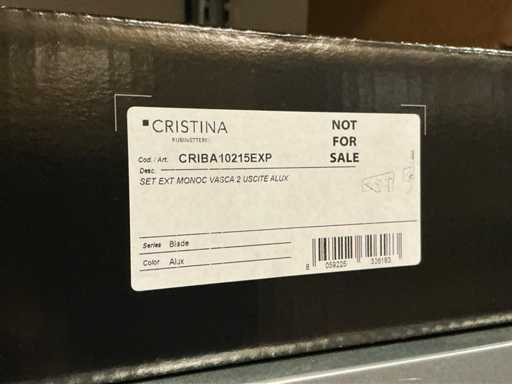 CRISTINA
RUBINETTERIE
NOT
FOR
SALE
Cod. / Art. CRIBA10215EXP
Desc.
SET EXT MONOC VASCA 2 USCITE ALUX
Series Blade
Color Alux
8